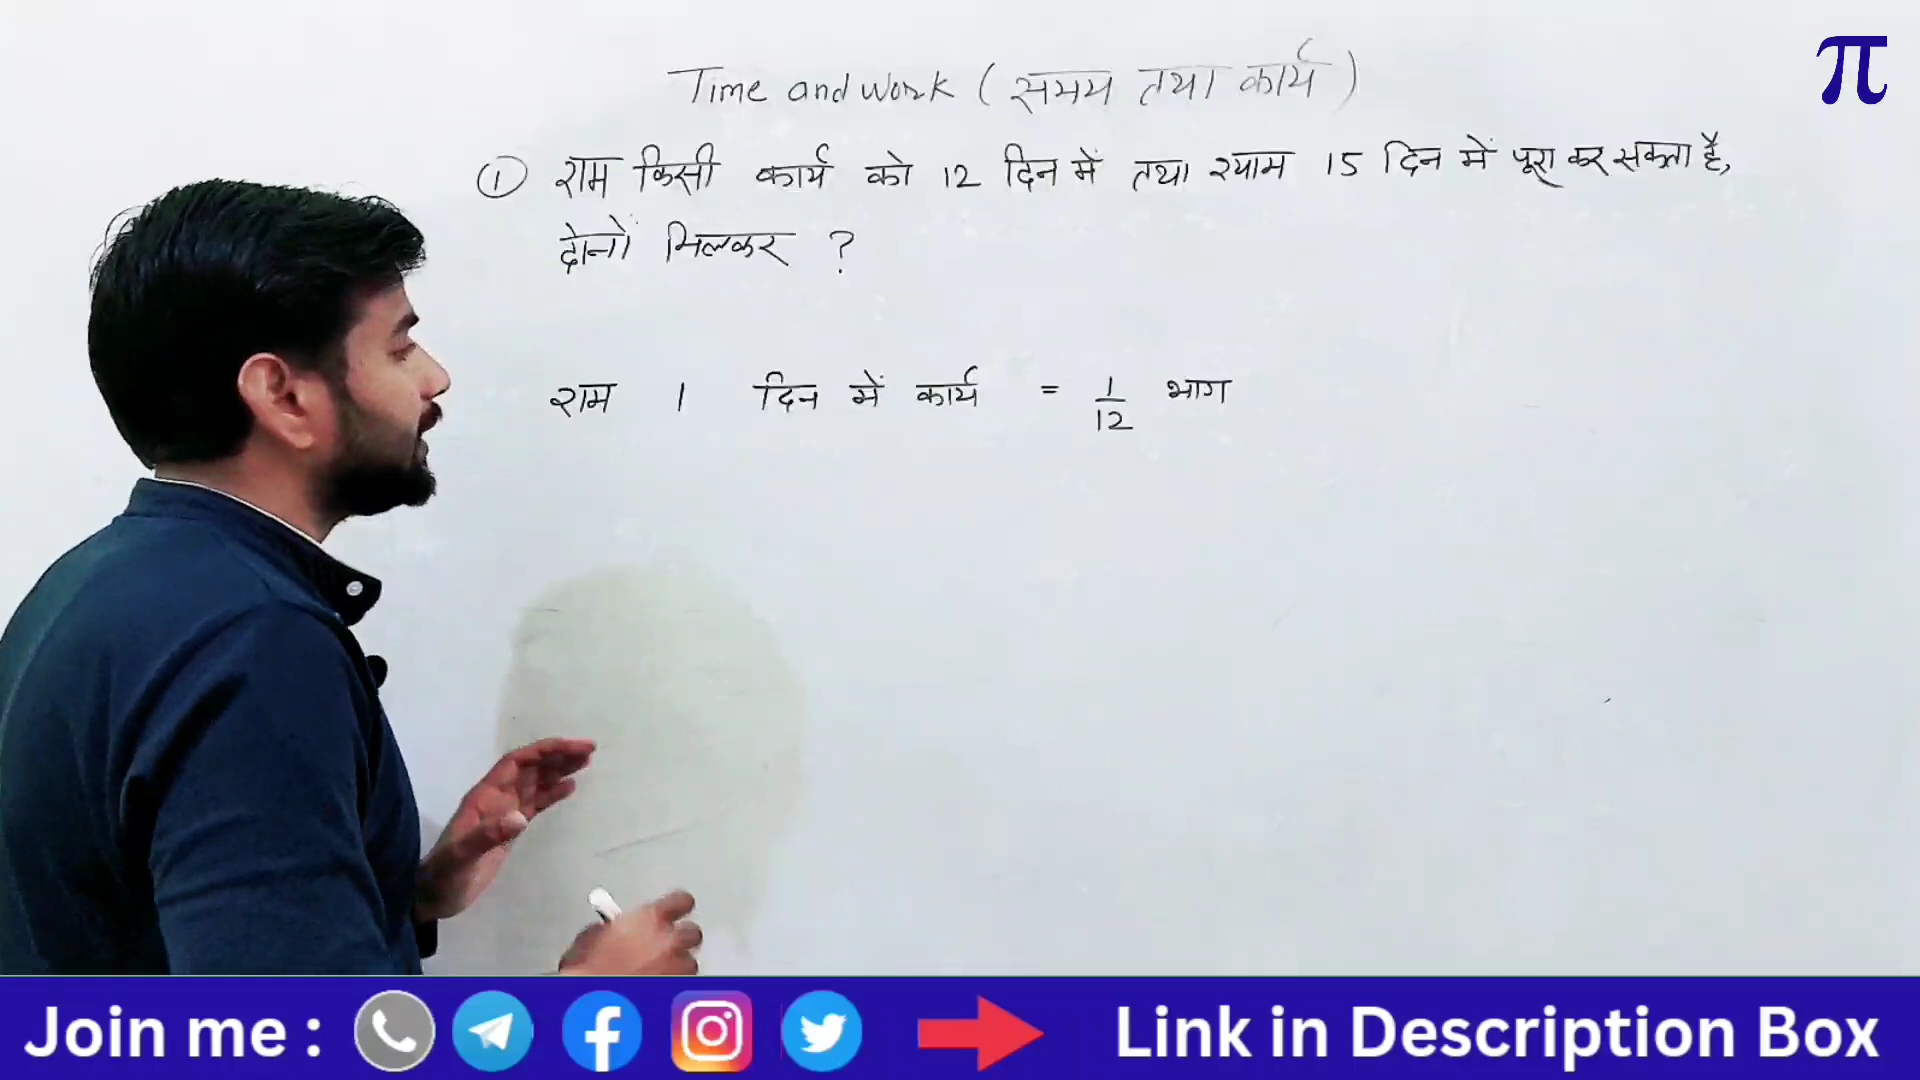 π
Time and work ( समय तथा कार्य )
① राम किसी कार्य को 12 दिन में तथा श्याम 15 दिन में पूरा कर सकता है,
दोनों मिलकर ?
राम 1 दिन में कार्य = 1/12 भाग
Join me : Link in Description Box